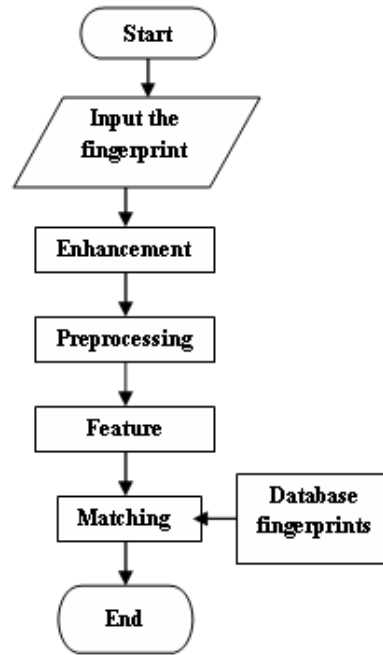 Start
Input the
fingerprint
Enhancement
Preprocessing
Feature
Matching
Database
fingerprints
End